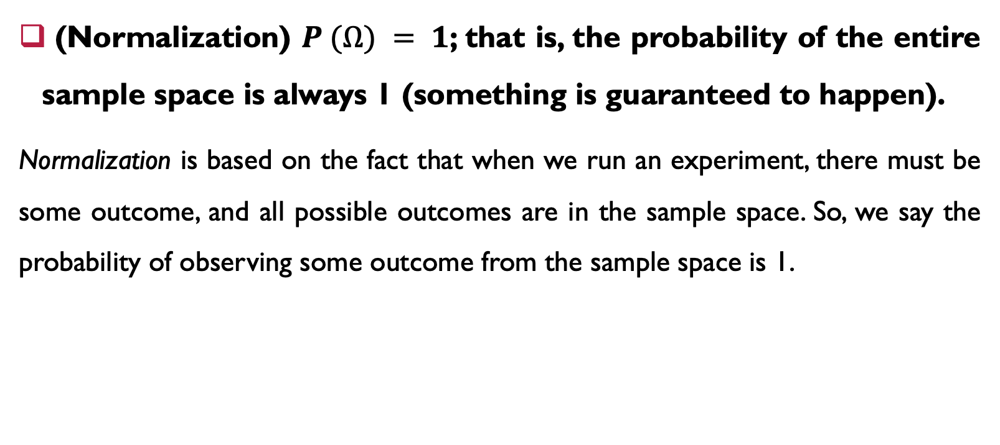 ❑ (Normalization) P (Ω) = 1; that is, the probability of the entire
sample space is always 1 (something is guaranteed to happen).
Normalization is based on the fact that when we run an experiment, there must be
some outcome, and all possible outcomes are in the sample space. So, we say the
probability of observing some outcome from the sample space is 1.